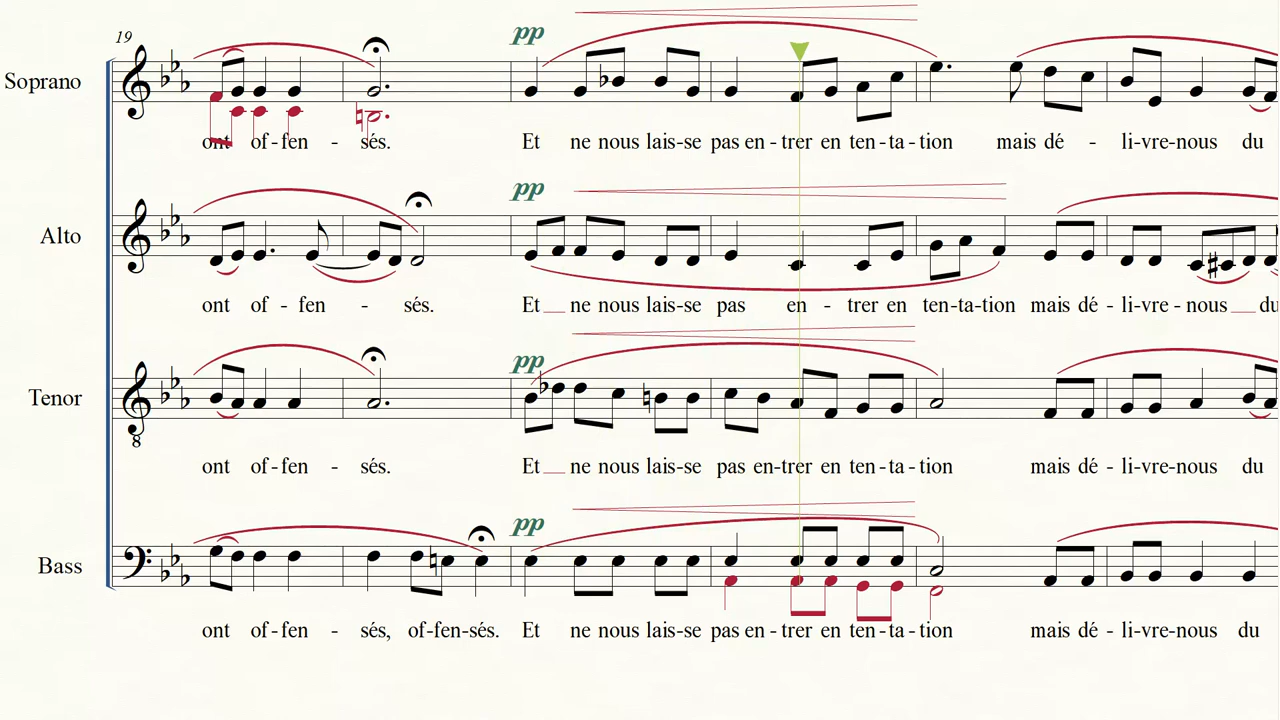 19
pp
Soprano
ont of - fen - sés. Et ne nous lais-se pas en - trer en ten - ta - tion mais dé - li-vre-nous du
pp
Alto
ont of - fen - sés. Et __ ne nous lais-se pas en - trer en ten-ta-tion mais dé - li-vre-nous __ du
pp
Tenor
8
ont of-fen - sés. Et __ ne nous lais-se pas en-trer en ten-ta - tion mais dé - li-vre-nous du
pp
Bass
ont of-fen - sés, of-fen-sés. Et ne nous lais-se pas en - trer en ten - ta - tion mais dé - li-vre-nous du